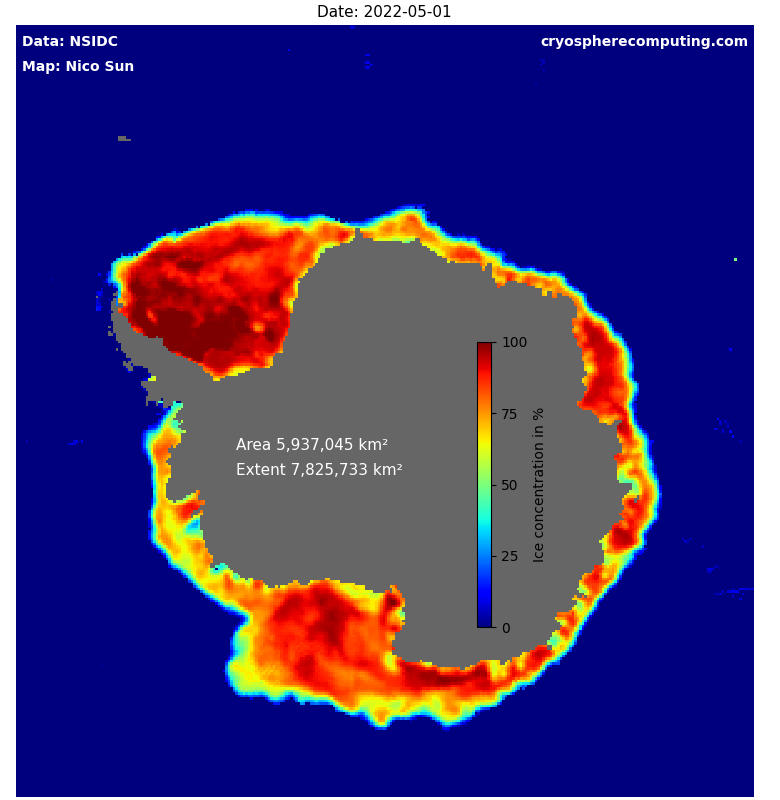 Date: 2022-05-01
Data: NSIDC
cryospherecomputing.com
Map: Nico Sun
100
75
50
25
0
Ice concentration in %
Area 5,937,045 km²
Extent 7,825,733 km²